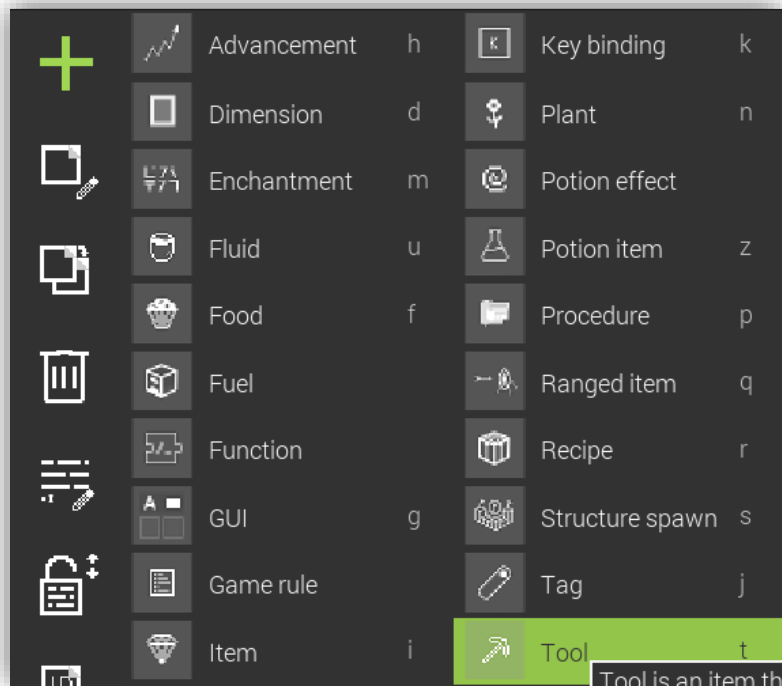 Advancement h
Dimension d
Enchantment m
Fluid u
Food f
Fuel
Function
GUI g
Game rule
Item i
K Key binding k
Plant n
Potion effect
Potion item z
Procedure p
Ranged item q
Recipe r
Structure spawn s
Tag j
Tool t
Tool is an item th